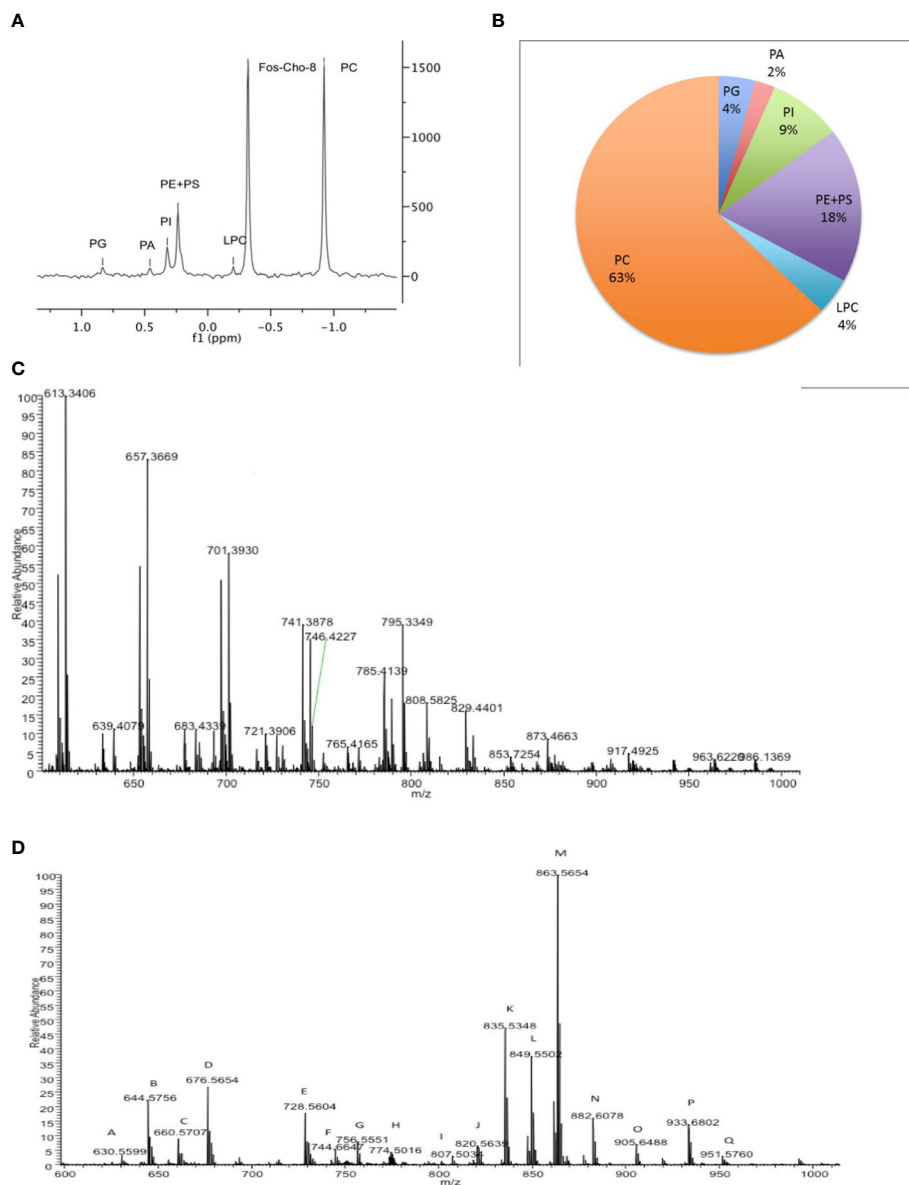 A
Fos-Cho-8 PC
PE+PS
PI
PG PA LPC
1500
1000
500
0
1.0 0.5 0.0 −0.5 −1.0
f1 (ppm)
B
PA
2%
PG
4%
PI
9%
PE+PS
18%
PC
63%
LPC
4%
C
Relative Abundance
100
95
90
85
80
75
70
65
60
55
50
45
40
35
30
25
20
15
10
5
0
613.3406
657.3669
701.3930
741.3878 795.3349
746.4227
785.4139
808.5825
829.4401
639.4079 683.4339 721.3906
765.4165 873.4663
853.7254 917.4925
963.6220 986.1369
650 700 750 800 850 900 950 1000
m/z
D
Relative Abundance
100
95
90
85
80
75
70
65
60
55
50
45
40
35
30
25
20
15
10
5
0
M
863.5654
K
835.5348
L
849.5502
D
676.5654
B
644.5756
E
728.5604
N
882.6078
P
933.6802
C
660.5707
A
630.5599
F
744.6647
G
756.5551
H
774.5016
I
807.5034
J
820.5639
O
905.6488
Q
951.5760
600 650 700 750 800 850 900 950 1000
m/z